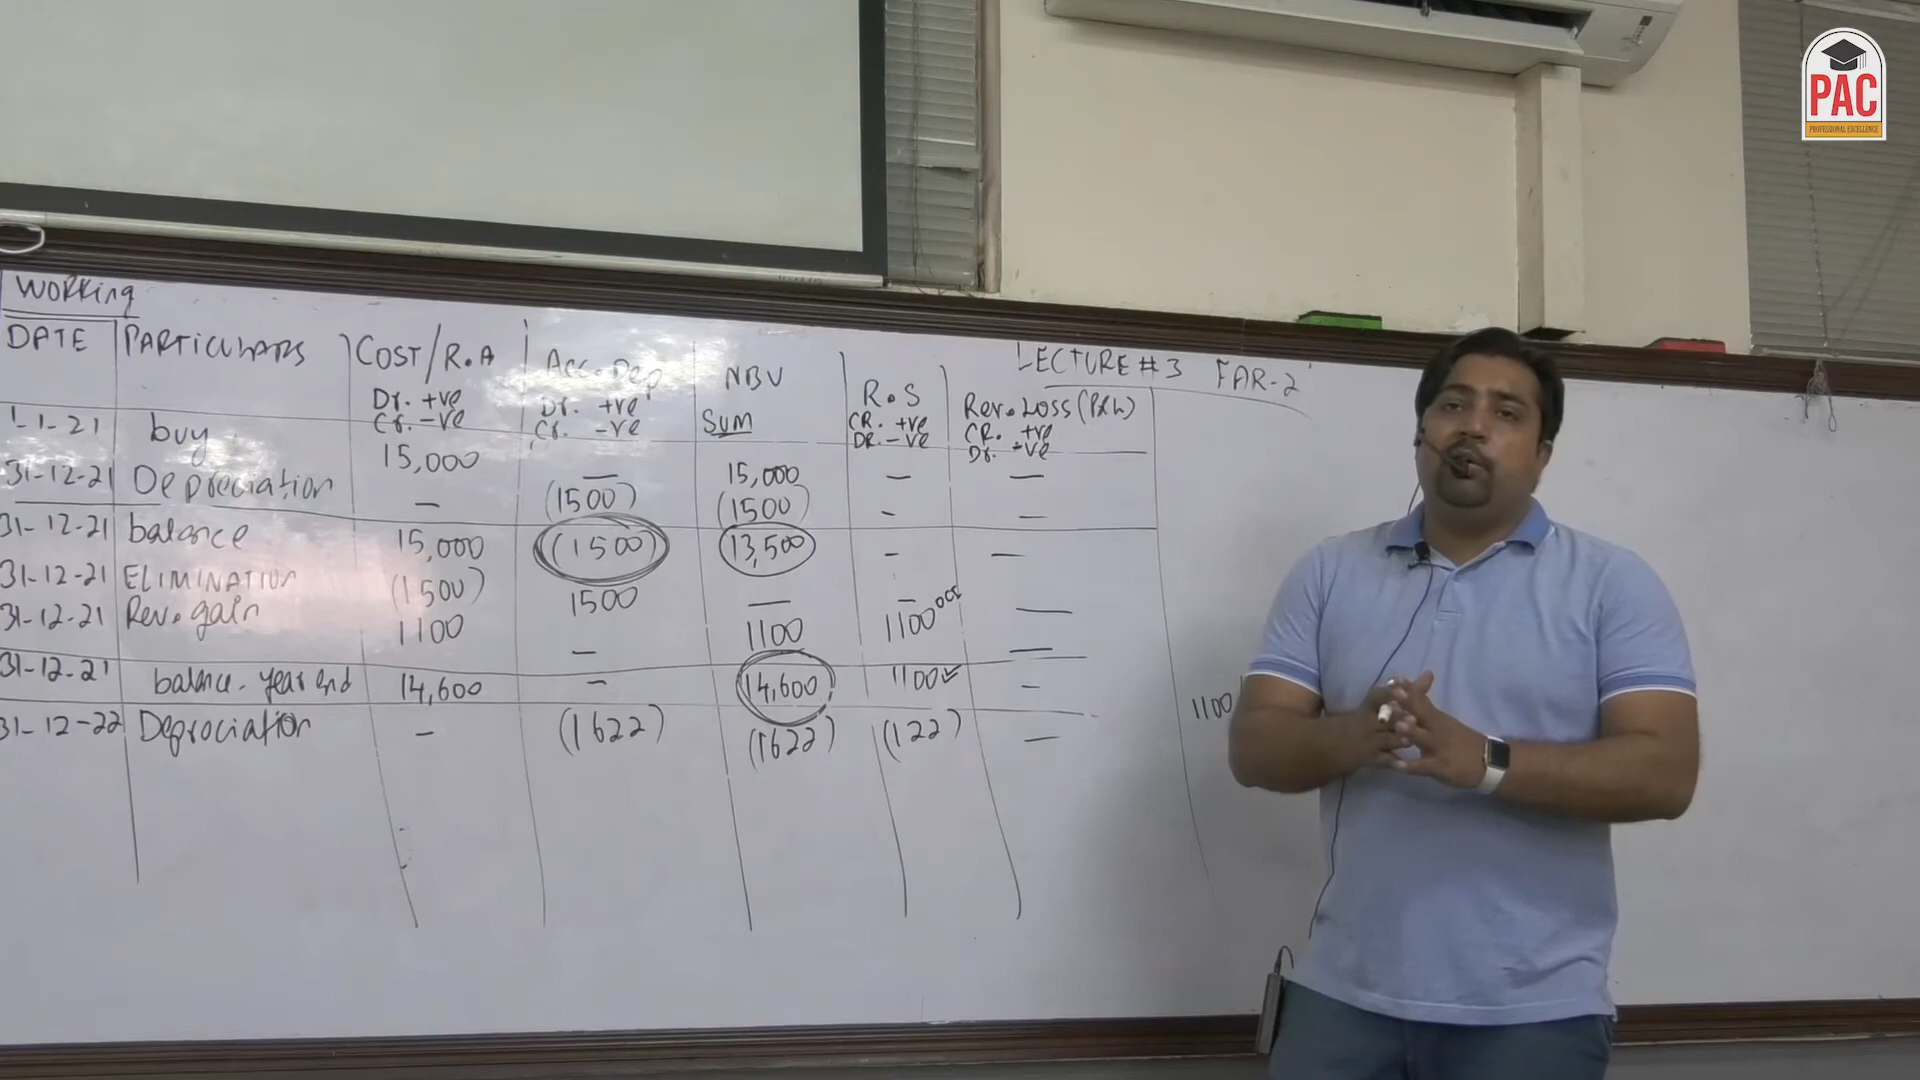 PAC
PROFESSIONAL EXCELLENCE
LECTURE #3 FAR-2
WORKing
DATE PARTICULARS COST/R.A Acc.Dep NBV R.S Rev.Loss(P&L)
Dr. +ve Dr. +ve SUM CR. +ve CR. +ve
Cr. -ve Cr. -ve DR. -ve Dr. -ve
1-1-21 buy 15,000 — 15,000 — —
31-12-21 Depreciation — (1500) (1500) - —
31-12-21 balance 15,000 (1500) 13,500 - —
31-12-21 ELIMINATION (1500) 1500 — - —
31-12-21 Rev.gain 1100 — 1100 1100 OCI —
31-12-21 balance-year end 14,600 - 14,600 1100 -
31-12-22 Depreciation - (1622) (1622) (122) —
1100